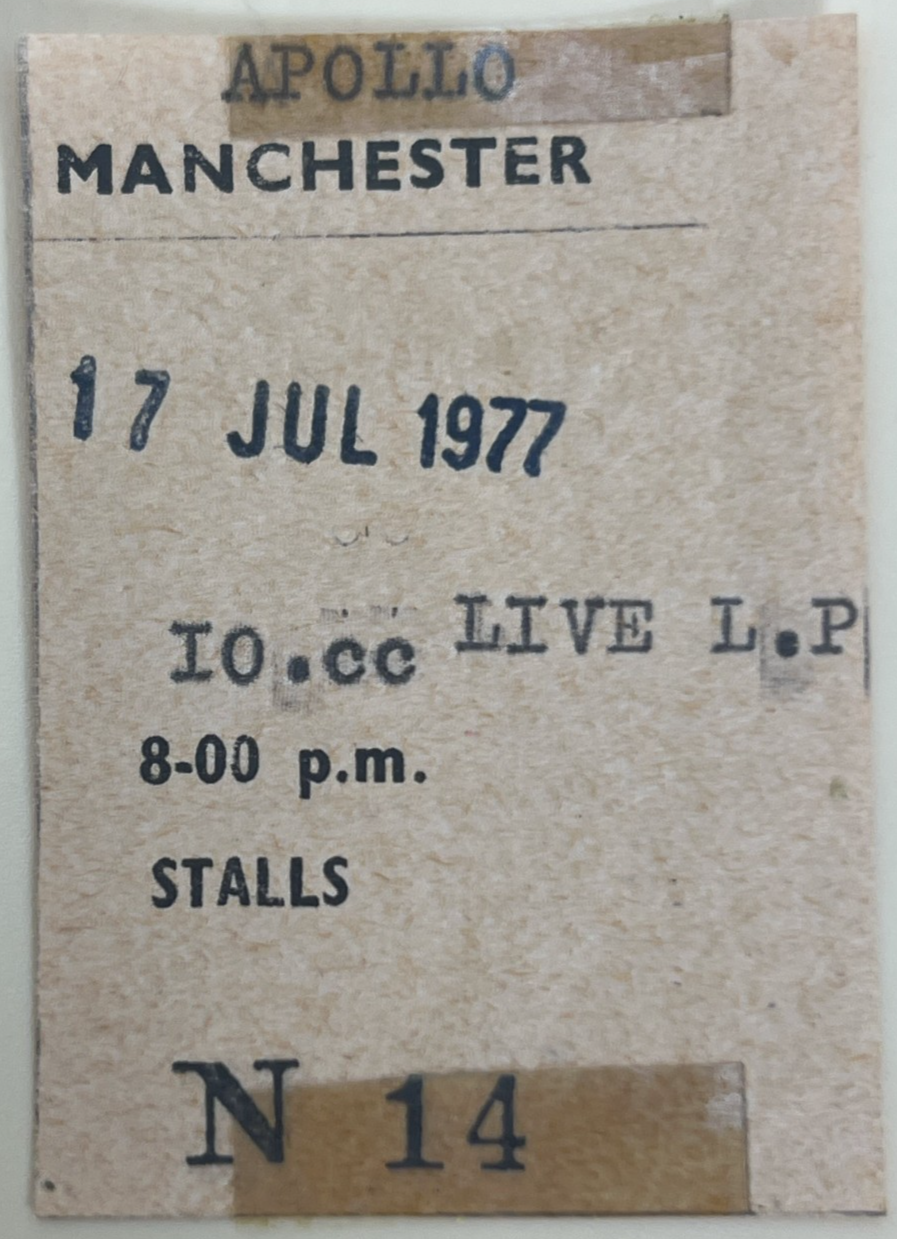 APOLLO
MANCHESTER
17 JUL 1977
IO.cc LIVE L.P
8-00 p.m.
STALLS
N 14